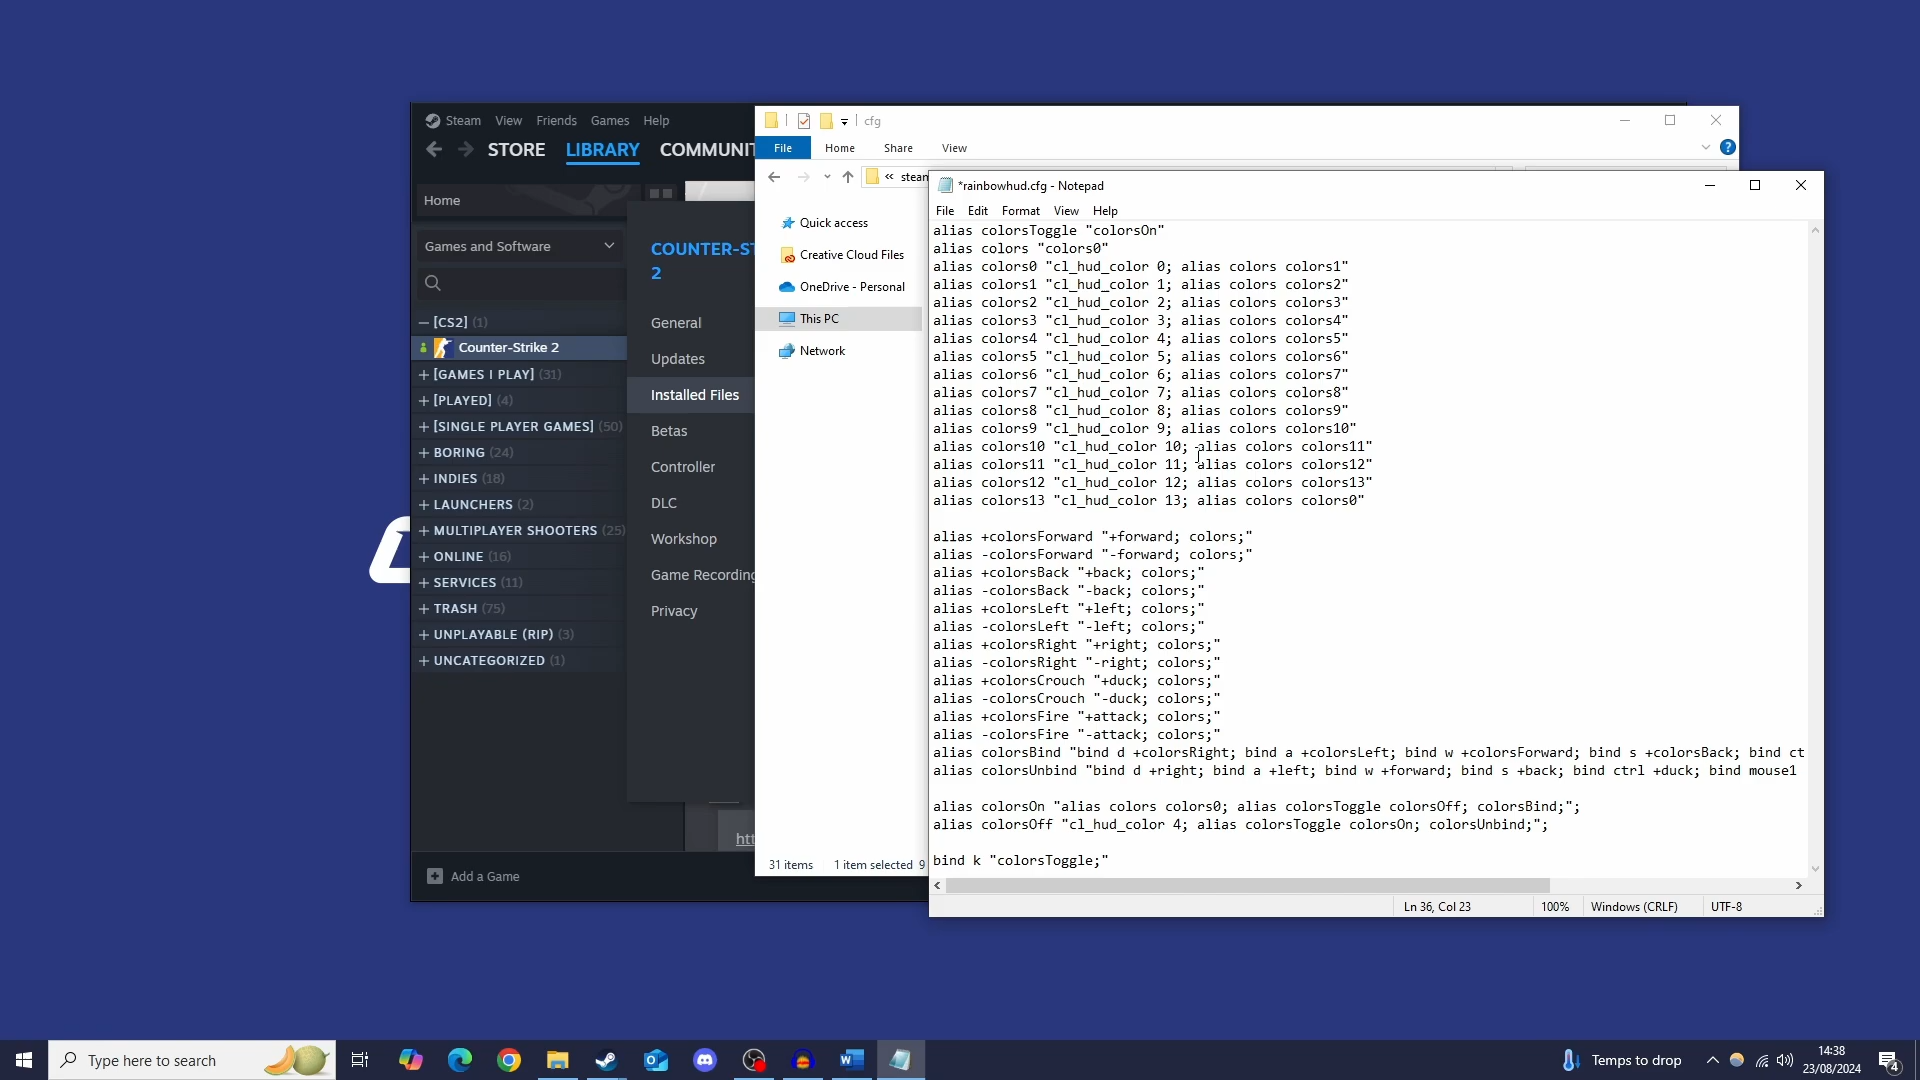 Steam View Friends Games Help
STORE LIBRARY COMMUNIT
Home
Games and Software
[CS2] (1)
Counter-Strike 2
[GAMES I PLAY] (31)
[PLAYED] (4)
[SINGLE PLAYER GAMES] (50)
BORING (24)
INDIES (18)
LAUNCHERS (2)
MULTIPLAYER SHOOTERS (25)
ONLINE (16)
SERVICES (11)
TRASH (75)
UNPLAYABLE (RIP) (3)
UNCATEGORIZED (1)
Add a Game
COUNTER-ST
2
General
Updates
Installed Files
Betas
Controller
DLC
Workshop
Game Recording
Privacy
htt
cfg
File Home Share View
« steam
Quick access
Creative Cloud Files
OneDrive - Personal
This PC
Network
31 items 1 item selected 9
*rainbowhud.cfg - Notepad
File Edit Format View Help
alias colorsToggle "colorsOn"
alias colors "colors0"
alias colors0 "cl_hud_color 0; alias colors colors1"
alias colors1 "cl_hud_color 1; alias colors colors2"
alias colors2 "cl_hud_color 2; alias colors colors3"
alias colors3 "cl_hud_color 3; alias colors colors4"
alias colors4 "cl_hud_color 4; alias colors colors5"
alias colors5 "cl_hud_color 5; alias colors colors6"
alias colors6 "cl_hud_color 6; alias colors colors7"
alias colors7 "cl_hud_color 7; alias colors colors8"
alias colors8 "cl_hud_color 8; alias colors colors9"
alias colors9 "cl_hud_color 9; alias colors colors10"
alias colors10 "cl_hud_color 10; alias colors colors11"
alias colors11 "cl_hud_color 11; alias colors colors12"
alias colors12 "cl_hud_color 12; alias colors colors13"
alias colors13 "cl_hud_color 13; alias colors colors0"
alias +colorsForward "+forward; colors;"
alias -colorsForward "-forward; colors;"
alias +colorsBack "+back; colors;"
alias -colorsBack "-back; colors;"
alias +colorsLeft "+left; colors;"
alias -colorsLeft "-left; colors;"
alias +colorsRight "+right; colors;"
alias -colorsRight "-right; colors;"
alias +colorsCrouch "+duck; colors;"
alias -colorsCrouch "-duck; colors;"
alias +colorsFire "+attack; colors;"
alias -colorsFire "-attack; colors;"
alias colorsBind "bind d +colorsRight; bind a +colorsLeft; bind w +colorsForward; bind s +colorsBack; bind ct
alias colorsUnbind "bind d +right; bind a +left; bind w +forward; bind s +back; bind ctrl +duck; bind mouse1
alias colorsOn "alias colors colors0; alias colorsToggle colorsOff; colorsBind;";
alias colorsOff "cl_hud_color 4; alias colorsToggle colorsOn; colorsUnbind;";
bind k "colorsToggle;"
Ln 36, Col 23 100% Windows (CRLF) UTF-8
Type here to search
Temps to drop
14:38
23/08/2024
4